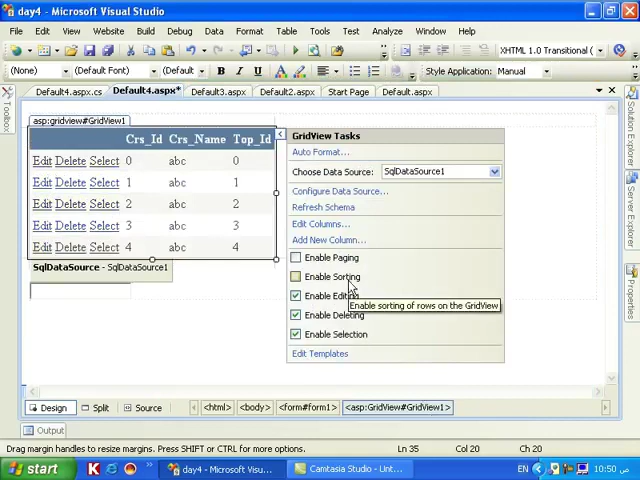 day4 - Microsoft Visual Studio
File Edit View Website Build Debug Data Format Table Tools Test Analyze
Window Help
XHTML 1.0 Transitional (
(None) (Default Font) (Default B I U A Style Application: Manual
Default4.aspx.cs Default4.aspx* Default3.aspx Default2.aspx Start Page Default.aspx
Toolbox
asp:gridview#GridView1
Crs_Id Crs_Name Top_Id
Edit Delete Select 0 abc 0
Edit Delete Select 1 abc 1
Edit Delete Select 2 abc 2
Edit Delete Select 3 abc 3
Edit Delete Select 4 abc 4
SqlDataSource - SqlDataSource1
GridView Tasks
Auto Format...
Choose Data Source: SqlDataSource1
Configure Data Source...
Refresh Schema
Edit Columns...
Add New Column...
Enable Paging
Enable Sorting
Enable Editing
Enable sorting of rows on the GridView
Enable Deleting
Enable Selection
Edit Templates
Solution Explorer
Server Explorer
Properties
Design Split Source <html> <body> <form#form1> <asp:GridView#GridView1>
Output
Drag margin handles to resize margins. Press SHIFT or CTRL for more options. Ln 35 Col 20 Ch 20
start day4 - Microsoft Visu... Camtasia Studio - Unt... EN 10:50 ص